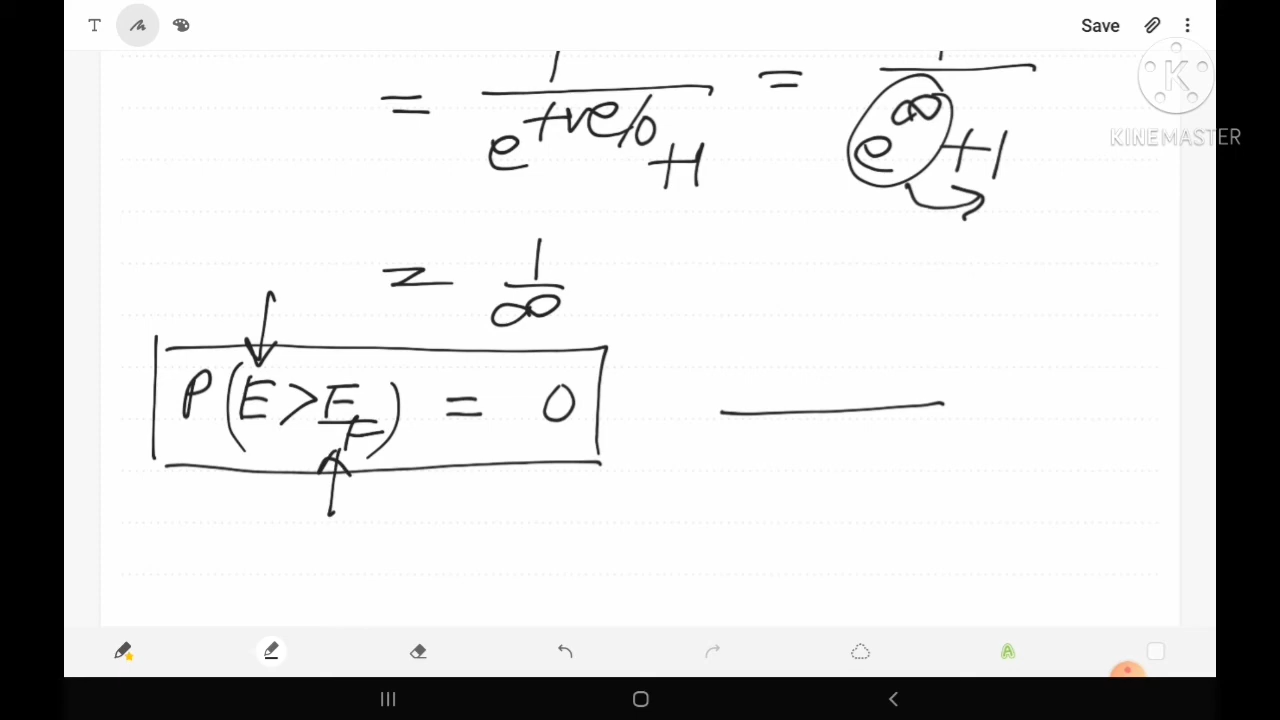 T Save
= 1 / e^{+ve/0} +1 = 1 / e^∞ +1
K
KINEMASTER
= 1 / ∞
P(E > E_F) = 0
A